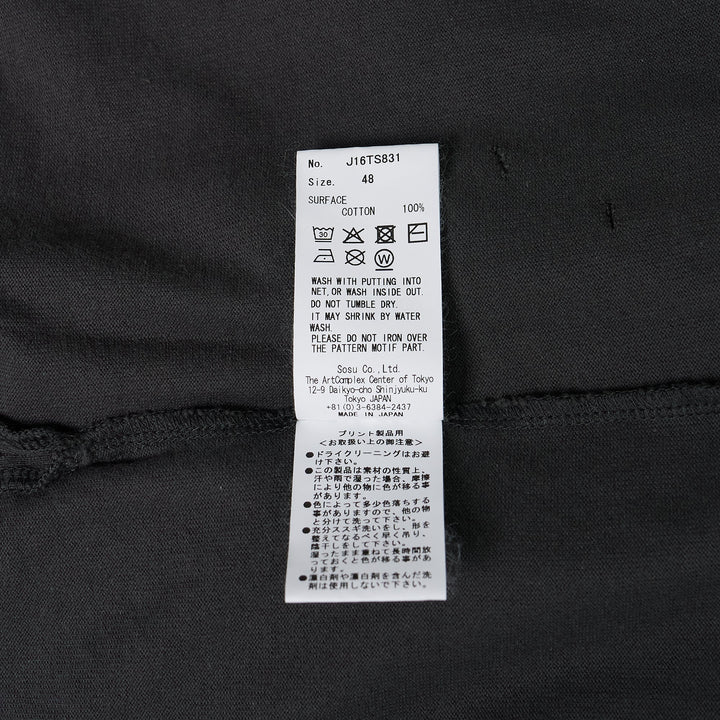 No. J16TS831
Size. 48
SURFACE
COTTON 100%
30
W
WASH WITH PUTTING INTO
NET, OR WASH INSIDE OUT.
DO NOT TUMBLE DRY.
IT MAY SHRINK BY WATER
WASH.
PLEASE DO NOT IRON OVER
THE PATTERN MOTIF PART.
Sosu Co., Ltd.
The ArtComplex Center of Tokyo
12-9 Daikyo-cho Shinjyuku-ku
Tokyo JAPAN
+81(0)3-6384-2437
MADE IN JAPAN
プリント製品用
<お取扱い上の御注意>
●ドライクリーニングはお避
け下さい。
●この製品は素材の性質上、
汗や雨で湿った場合、摩擦
により他の物に色が移る事
が有ります。
●色によって多少色落ちする
事がありますので、他の物
と分けて洗って下さい。
●充分ススギ洗いをし、形を
整えてなるべく早く吊り、
陰干しをして下さい。
湿ったまま重ねて長時間放
っておくと色が移る事が有
ります。
●漂白剤や漂白剤を含んだ洗
剤は使用しないで下さい。